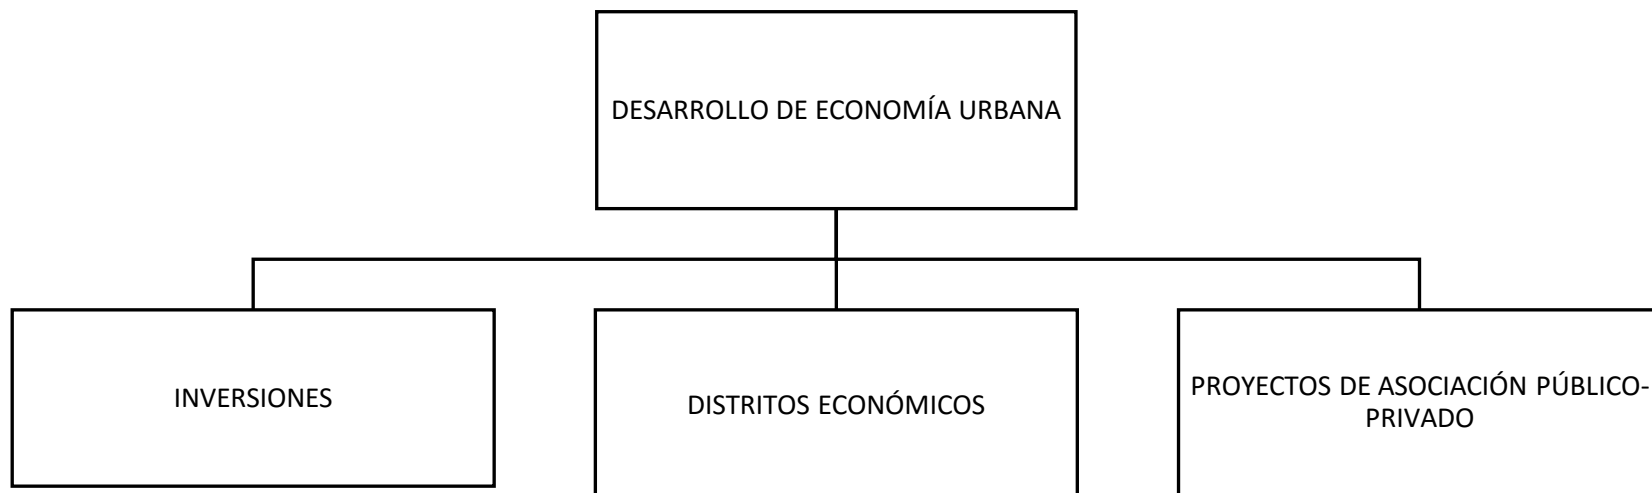 DESARROLLO DE ECONOMÍA URBANA
INVERSIONES
DISTRITOS ECONÓMICOS
PROYECTOS DE ASOCIACIÓN PÚBLICO-
PRIVADO